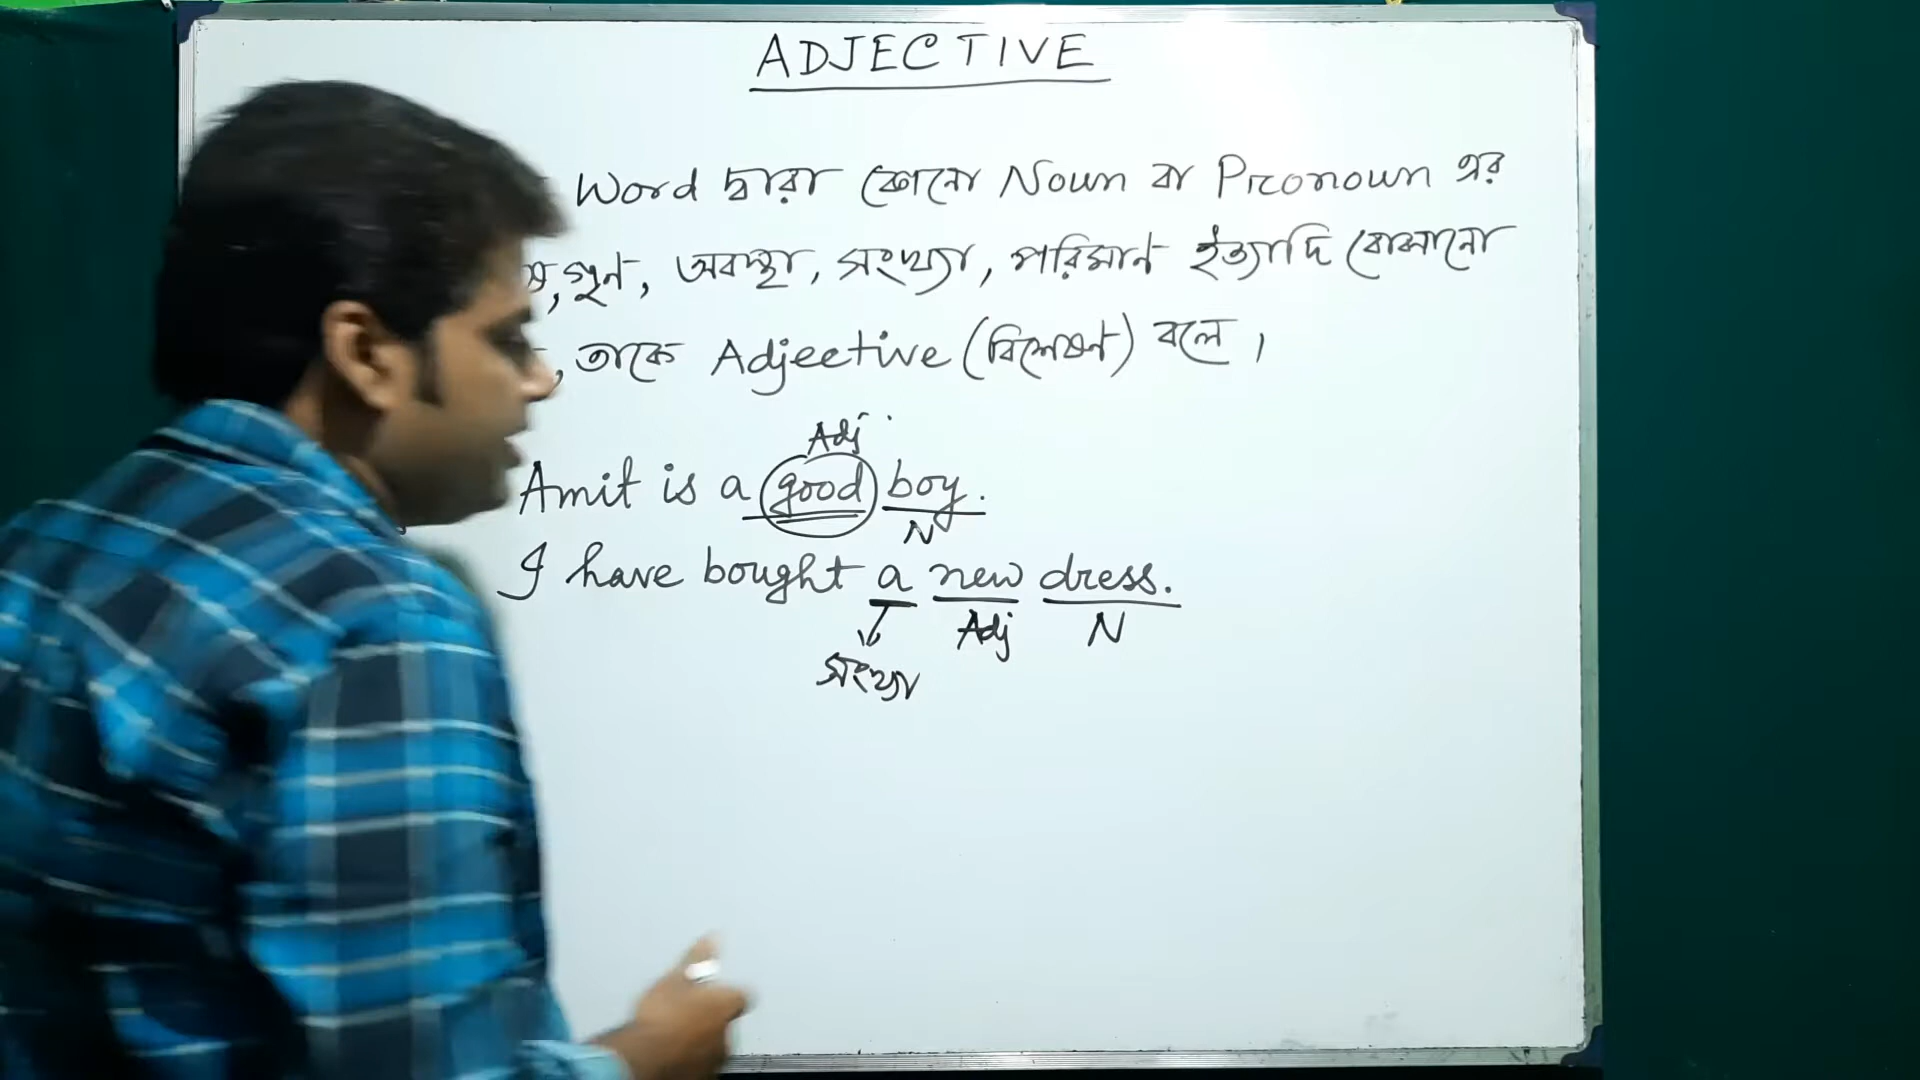 ADJECTIVE
Word দ্বারা কোনো Noun বা Pronoun এর
, গুন, অবস্থা, সংখ্যা, পরিমাণ ইত্যাদি বোঝানো
, তাকে Adjective (বিশেষণ) বলে।
Adj
Amit is a good boy.
N
I have bought a new dress.
Adj N
সংখ্যা